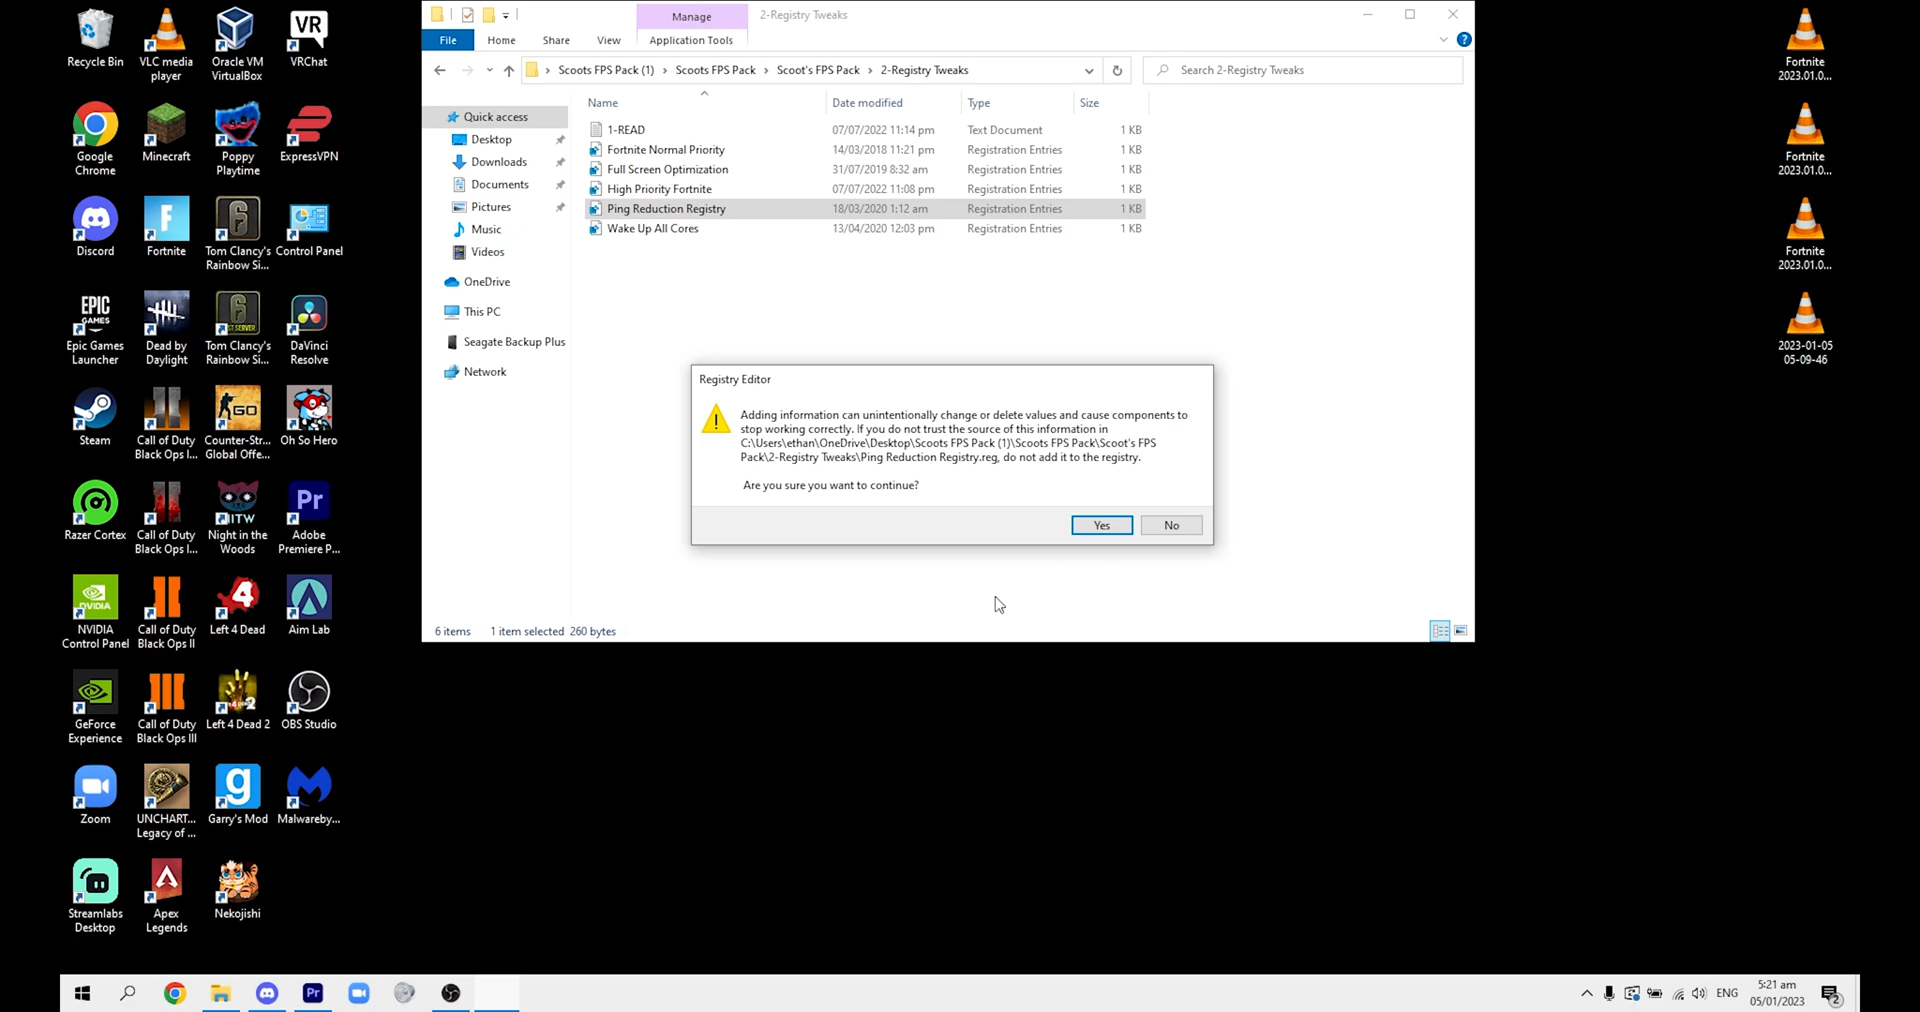 Manage
2-Registry Tweaks
File
Home
Share
View
Application Tools
Scoots FPS Pack (1)
Scoots FPS Pack
Scoot's FPS Pack
2-Registry Tweaks
Search 2-Registry Tweaks
Name
Date modified
Type
Size
1-READ 07/07/2022 11:14 pm Text Document 1 KB
Fortnite Normal Priority 14/03/2018 11:21 pm Registration Entries 1 KB
Full Screen Optimization 31/07/2019 8:32 am Registration Entries 1 KB
High Priority Fortnite 07/07/2022 11:08 pm Registration Entries 1 KB
Ping Reduction Registry 18/03/2020 1:12 am Registration Entries 1 KB
Wake Up All Cores 13/04/2020 12:03 pm Registration Entries 1 KB
Quick access
Desktop
Downloads
Documents
Pictures
Music
Videos
OneDrive
This PC
Seagate Backup Plus
Network
Registry Editor
Adding information can unintentionally change or delete values and cause components to
stop working correctly. If you do not trust the source of this information in
C:\Users\ethan\OneDrive\Desktop\Scoots FPS Pack (1)\Scoots FPS Pack\Scoot's FPS
Pack\2-Registry Tweaks\Ping Reduction Registry.reg, do not add it to the registry.
Are you sure you want to continue?
Yes
No
6 items
1 item selected 260 bytes
Recycle Bin
VLC media
player
Oracle VM
VirtualBox
VR
VRChat
Google
Chrome
Minecraft
Poppy
Playtime
ExpressVPN
Discord
F
Fortnite
Tom Clancy's
Rainbow Si...
Control Panel
EPIC
GAMES
Epic Games
Launcher
Dead by
Daylight
Tom Clancy's
Rainbow Si...
DaVinci
Resolve
Steam
Call of Duty
Black Ops I...
GO
Counter-Str...
Global Offe...
Oh So Hero
Razer Cortex
Call of Duty
Black Ops I...
NITW
Night in the
Woods
Pr
Adobe
Premiere P...
NVIDIA
NVIDIA
Control Panel
Call of Duty
Black Ops II
4
Left 4 Dead
Aim Lab
GeForce
Experience
Call of Duty
Black Ops III
2
Left 4 Dead 2
OBS Studio
Zoom
UNCHART...
Legacy of ...
g
Garry's Mod
Malwareby...
Streamlabs
Desktop
Apex
Legends
Nekojishi
Fortnite
2023.01.0...
Fortnite
2023.01.0...
Fortnite
2023.01.0...
2023-01-05
05-09-46
Pr
ENG
5:21 am
05/01/2023
2